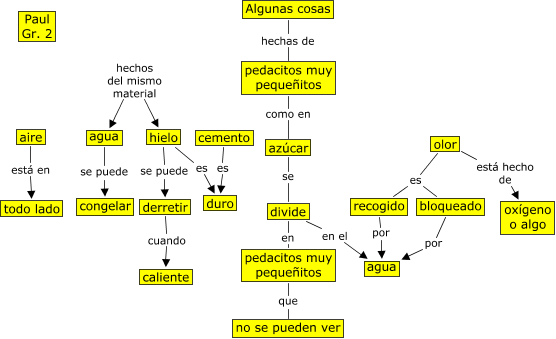 Paul
Gr. 2
Algunas cosas
hechas de
pedacitos muy
pequeñitos
hechos
del mismo
material
como en
aire
agua
hielo
cemento
azúcar
olor
está en
se puede
se puede
es
es
se
es
está hecho
de
todo lado
congelar
derretir
duro
divide
recogido
bloqueado
oxígeno
o algo
cuando
en
en el
por
por
caliente
pedacitos muy
pequeñitos
agua
que
no se pueden ver